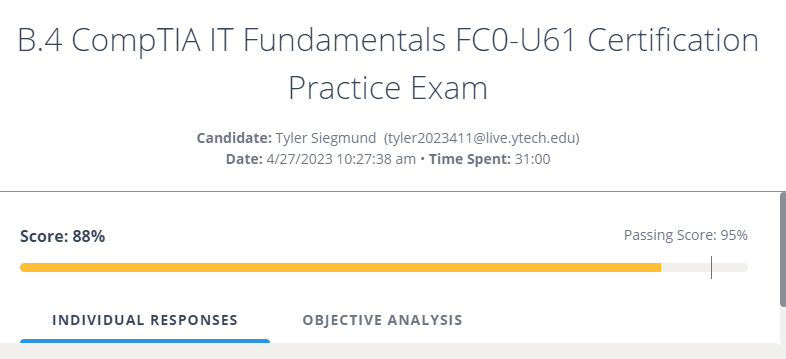 B.4 CompTIA IT Fundamentals FC0-U61 Certification
Practice Exam
Candidate: Tyler Siegmund (tyler2023411@live.ytech.edu)
Date: 4/27/2023 10:27:38 am • Time Spent: 31:00
Score: 88%
Passing Score: 95%
INDIVIDUAL RESPONSES
OBJECTIVE ANALYSIS